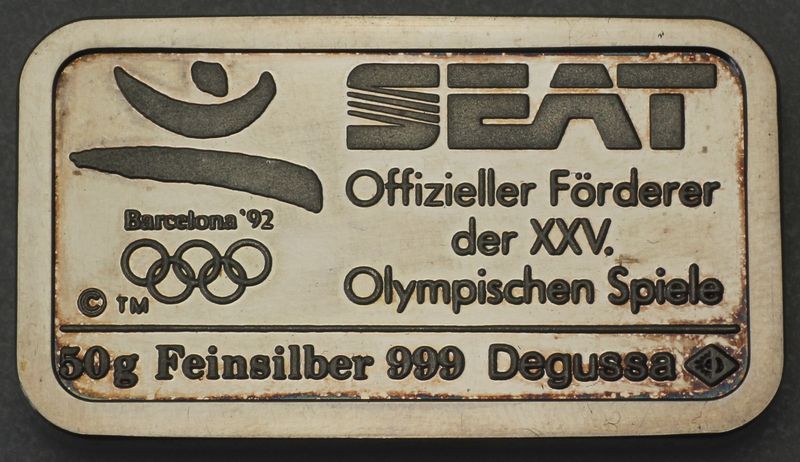 SEAT
Offizieller Förderer
der XXV.
Olympischen Spiele
Barcelona '92
© TM
50g Feinsilber 999 Degussa